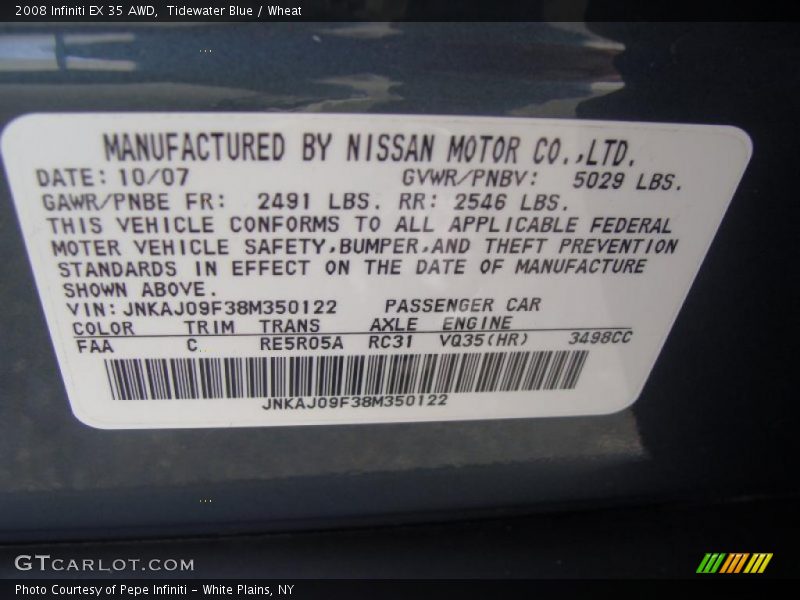 2008 Infiniti EX 35 AWD, Tidewater Blue / Wheat
MANUFACTURED BY NISSAN MOTOR CO.,LTD.
DATE: 10/07 GVWR/PNBV: 5029 LBS.
GAWR/PNBE FR: 2491 LBS. RR: 2546 LBS.
THIS VEHICLE CONFORMS TO ALL APPLICABLE FEDERAL
MOTER VEHICLE SAFETY,BUMPER,AND THEFT PREVENTION
STANDARDS IN EFFECT ON THE DATE OF MANUFACTURE
SHOWN ABOVE.
VIN: JNKAJ09F38M350122 PASSENGER CAR
COLOR TRIM TRANS AXLE ENGINE
FAA C RE5R05A RC31 VQ35(HR) 3498CC
JNKAJ09F38M350122
GTCARLOT.COM
Photo Courtesy of Pepe Infiniti - White Plains, NY